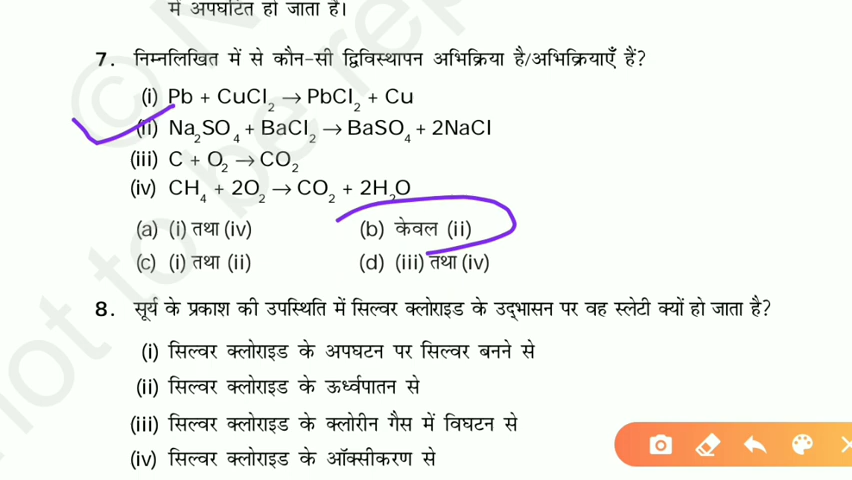 में अपघटित हो जाता है।
7. निम्नलिखित में से कौन-सी द्विविस्थापन अभिक्रिया है/अभिक्रियाएँ हैं?
(i) Pb + CuCl₂ → PbCl₂ + Cu
(ii) Na₂SO₄ + BaCl₂ → BaSO₄ + 2NaCl
(iii) C + O₂ → CO₂
(iv) CH₄ + 2O₂ → CO₂ + 2H₂O
(a) (i) तथा (iv) (b) केवल (ii)
(c) (i) तथा (ii) (d) (iii) तथा (iv)
8. सूर्य के प्रकाश की उपस्थिति में सिल्वर क्लोराइड के उद्भासन पर वह स्लेटी क्यों हो जाता है?
(i) सिल्वर क्लोराइड के अपघटन पर सिल्वर बनने से
(ii) सिल्वर क्लोराइड के ऊर्ध्वपातन से
(iii) सिल्वर क्लोराइड के क्लोरीन गैस में विघटन से
(iv) सिल्वर क्लोराइड के ऑक्सीकरण से